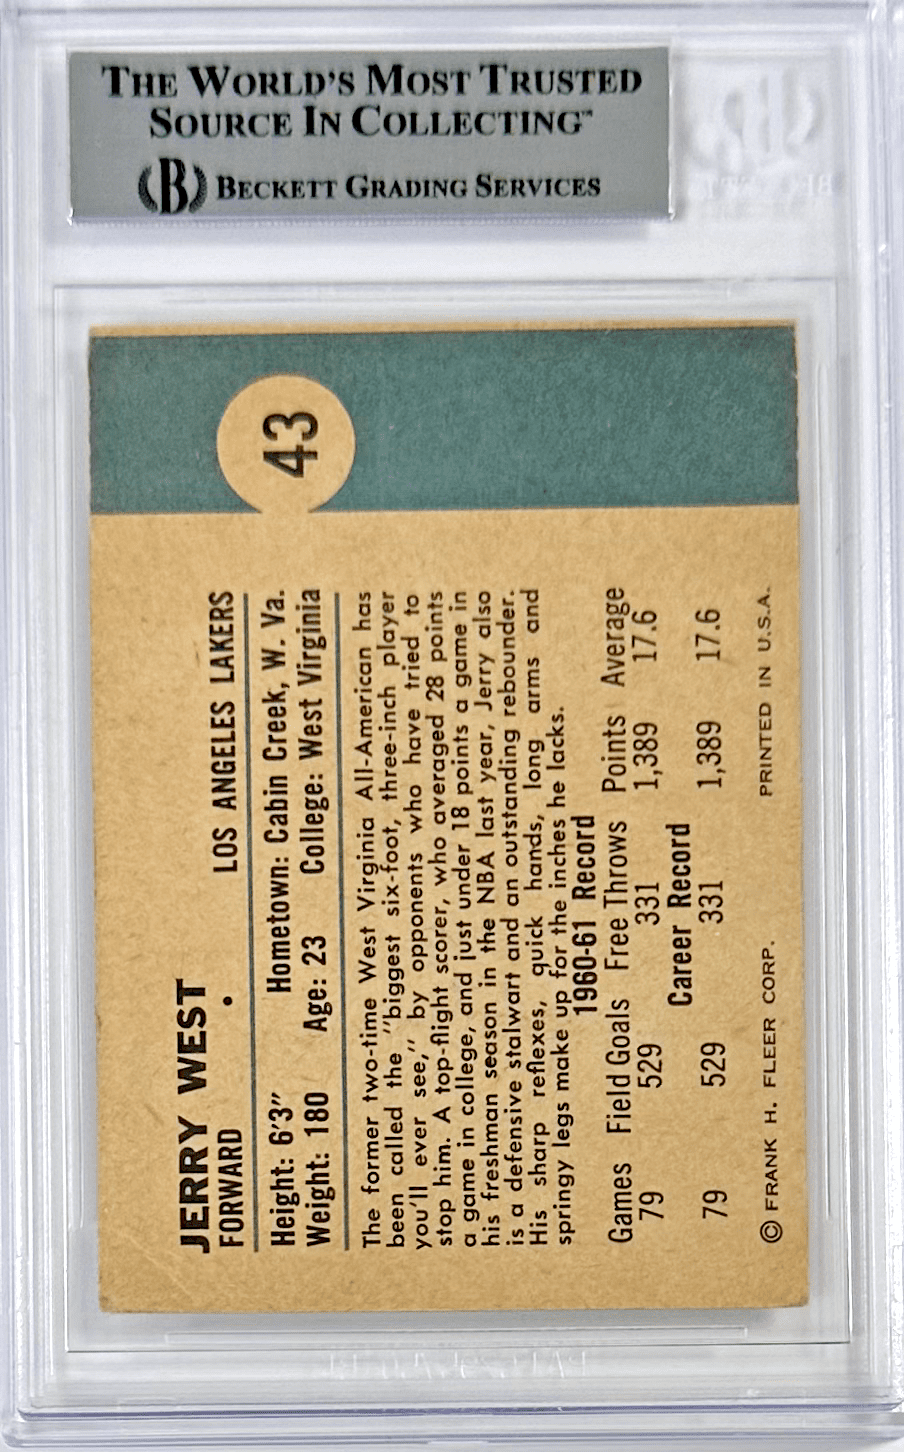 THE WORLD'S MOST TRUSTED
SOURCE IN COLLECTING™
B BECKETT GRADING SERVICES
43
JERRY WEST
FORWARD • LOS ANGELES LAKERS
Height: 6'3" Hometown: Cabin Creek, W. Va.
Weight: 180 Age: 23 College: West Virginia
The former two-time West Virginia All-American has
been called the "biggest six-foot, three-inch player
you'll ever see," by opponents who have tried to
stop him. A top-flight scorer, who averaged 28 points
a game in college, and just under 18 points a game in
his freshman season in the NBA last year, Jerry also
is a defensive stalwart and an outstanding rebounder.
His sharp reflexes, quick hands, long arms and
springy legs make up for the inches he lacks.
1960-61 Record
Games Field Goals Free Throws Points Average
79 529 331 1,389 17.6
Career Record
79 529 331 1,389 17.6
© FRANK H. FLEER CORP. PRINTED IN U.S.A.